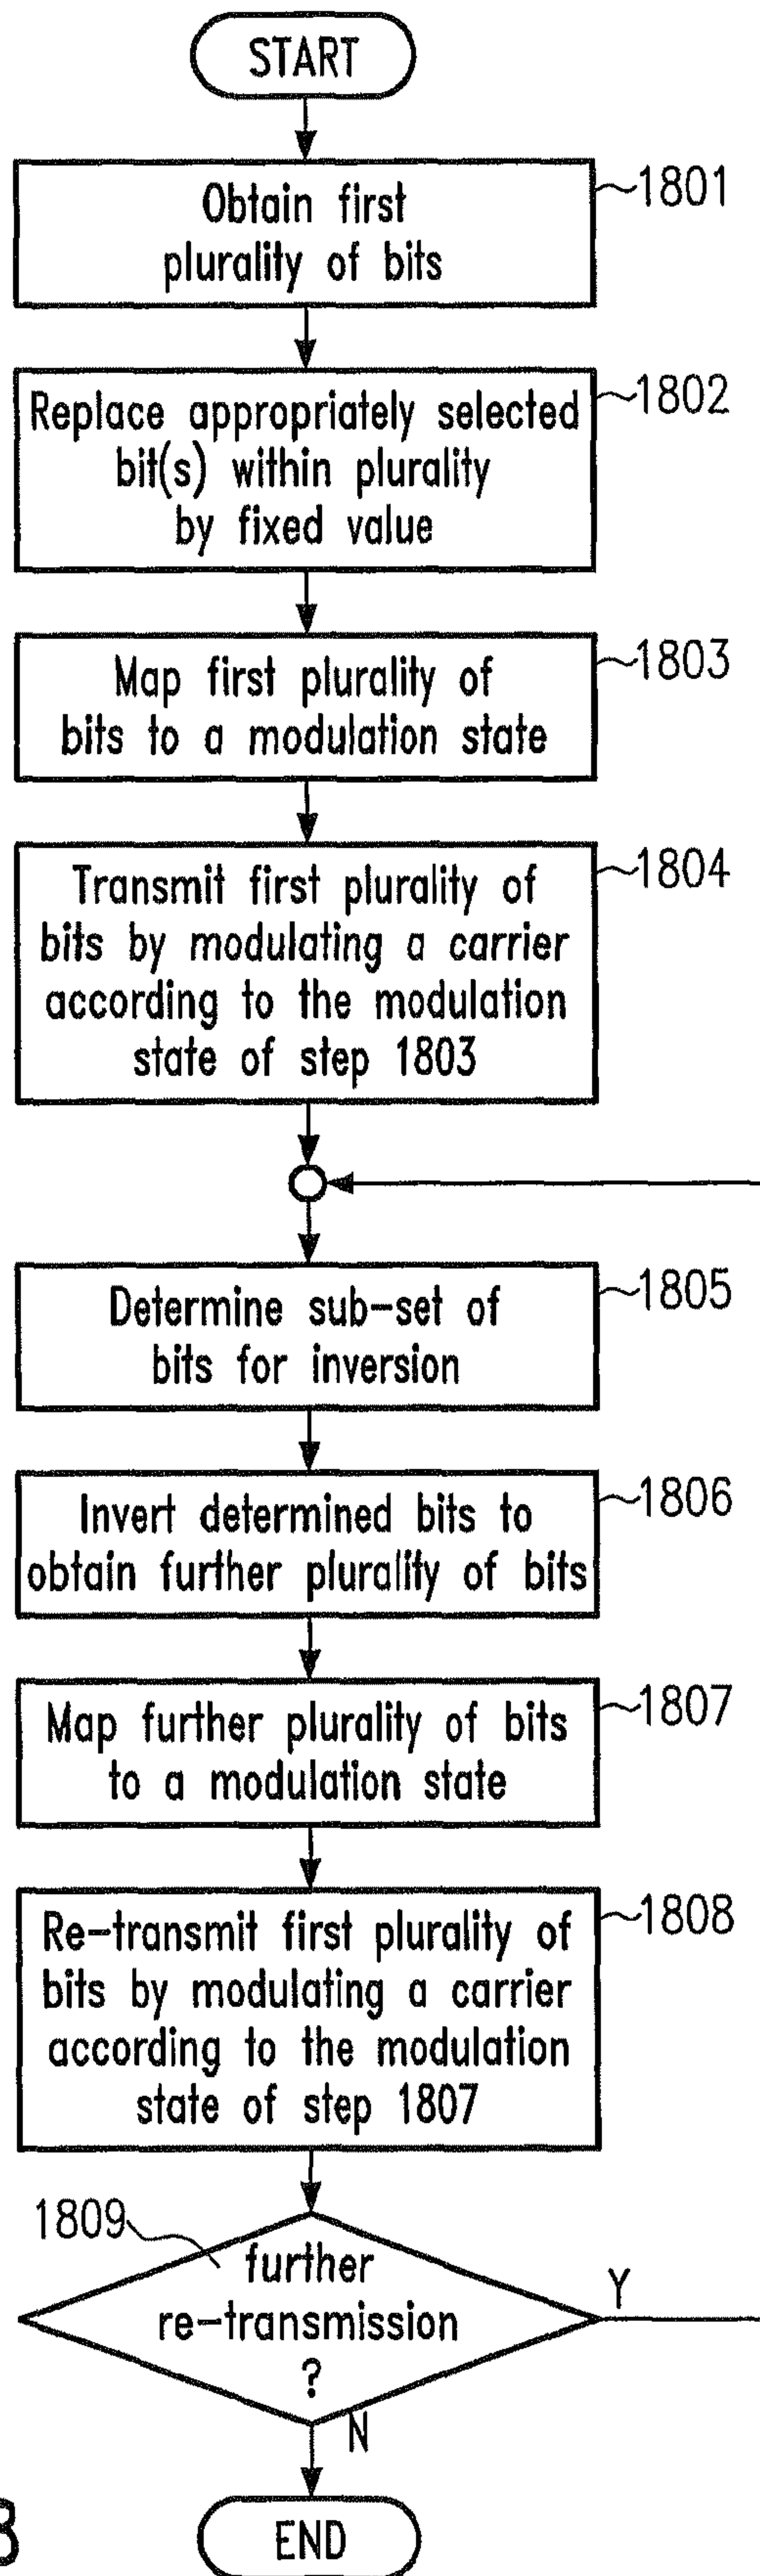 START
1801
Obtain first
plurality of bits
1802
Replace appropriately selected
bit(s) within plurality
by fixed value
1803
Map first plurality of
bits to a modulation state
1804
Transmit first plurality of
bits by modulating a carrier
according to the modulation
state of step 1803
1805
Determine sub-set of
bits for inversion
1806
Invert determined bits to
obtain further plurality of bits
1807
Map further plurality of bits
to a modulation state
1808
Re-transmit first plurality of
bits by modulating a carrier
according to the modulation
state of step 1807
1809
further
re-transmission
?
Y
N
END